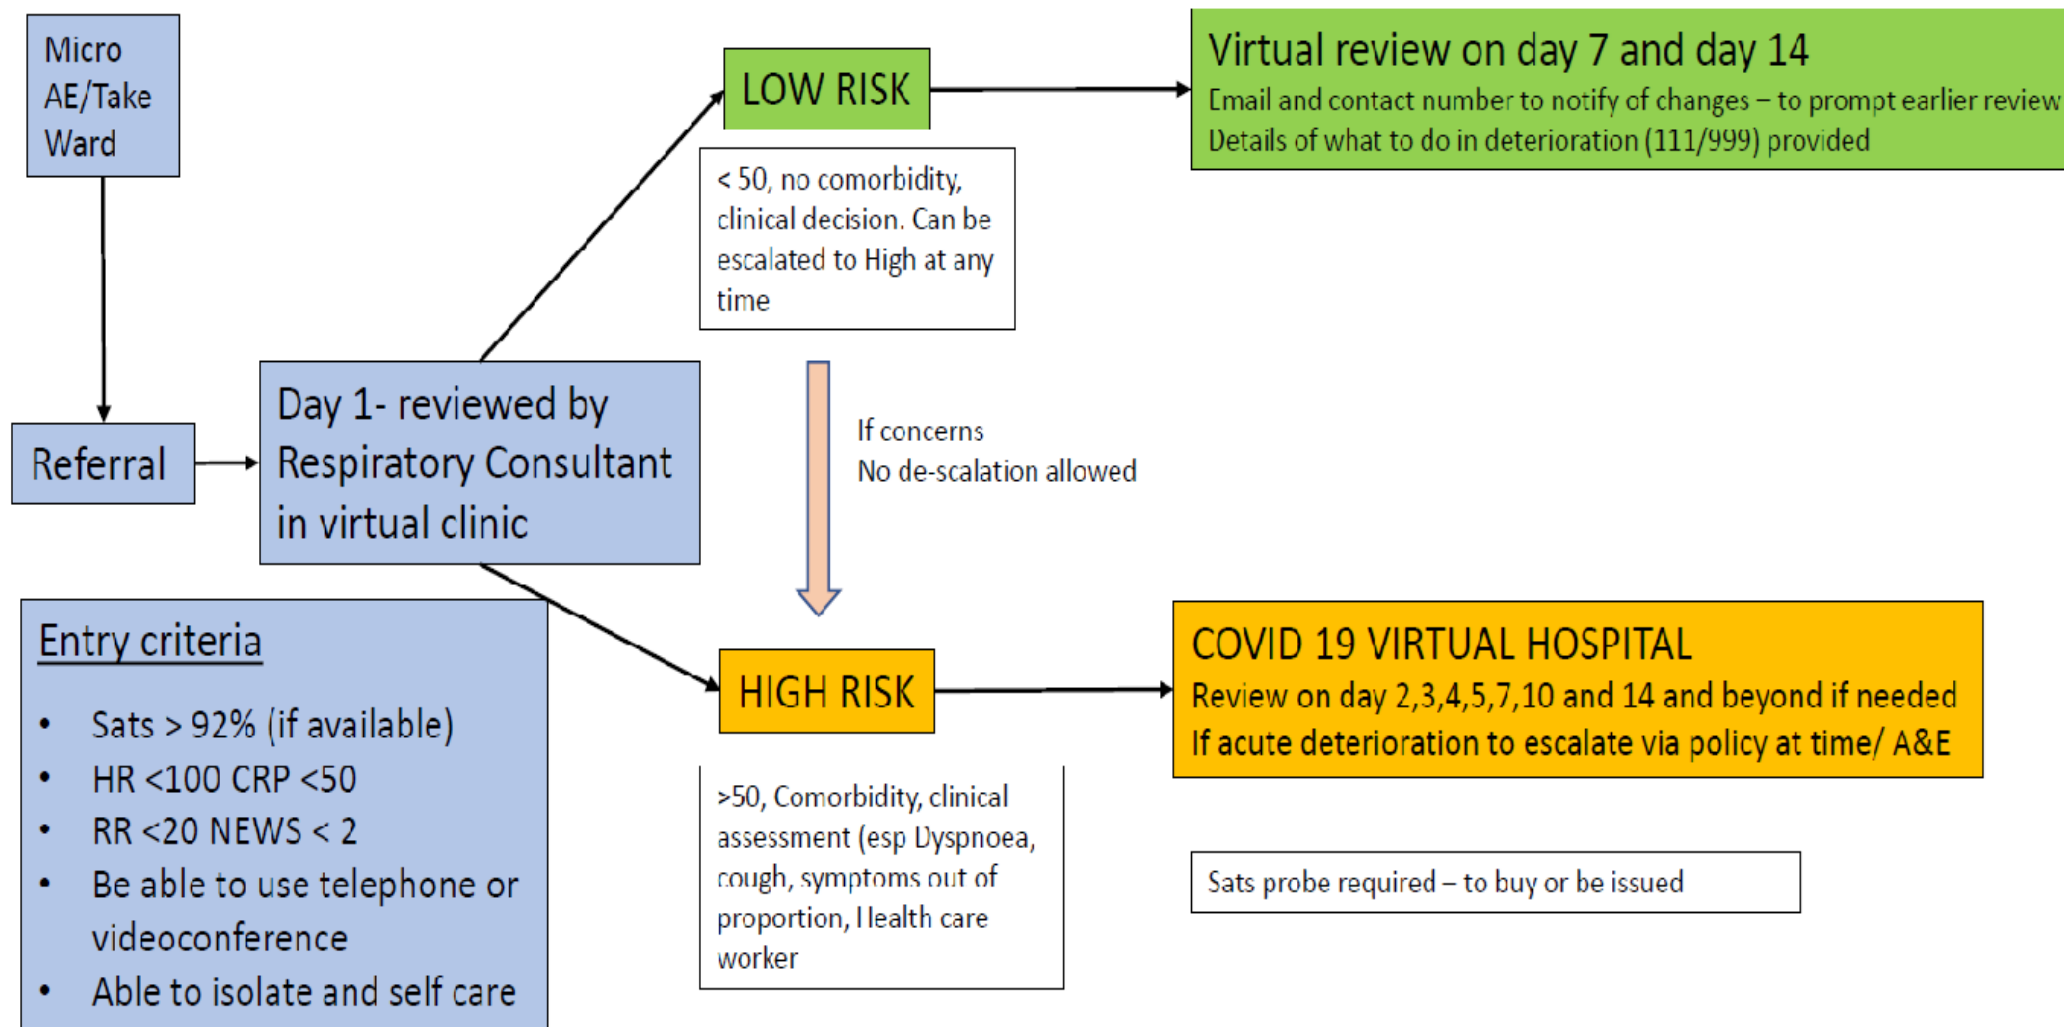 Micro
AE/Take
Ward
Referral
Day 1- reviewed by
Respiratory Consultant
in virtual clinic
Entry criteria
• Sats > 92% (if available)
• HR <100 CRP <50
• RR <20 NEWS < 2
• Be able to use telephone or
videoconference
• Able to isolate and self care
LOW RISK
< 50, no comorbidity,
clinical decision. Can be
escalated to High at any
time
If concerns
No de-scalation allowed
HIGH RISK
>50, Comorbidity, clinical
assessment (esp Dyspnoea,
cough, symptoms out of
proportion, Health care
worker
Virtual review on day 7 and day 14
Email and contact number to notify of changes – to prompt earlier review
Details of what to do in deterioration (111/999) provided
COVID 19 VIRTUAL HOSPITAL
Review on day 2,3,4,5,7,10 and 14 and beyond if needed
If acute deterioration to escalate via policy at time/ A&E
Sats probe required – to buy or be issued